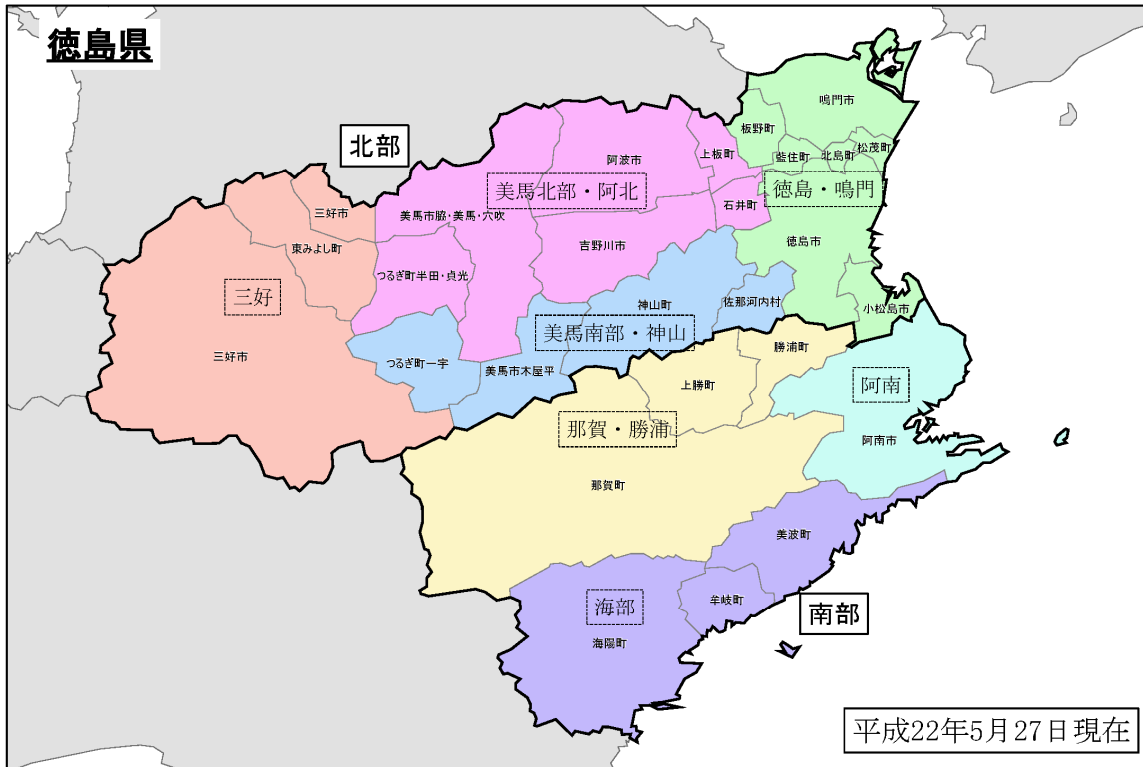 徳島県
北部
鳴門市
板野町
松茂町
藍住町
北島町
上板町
阿波市
美馬北部・阿北
徳島・鳴門
石井町
三好市
美馬市脇・美馬・穴吹
東みよし町
吉野川市
徳島市
つるぎ町半田・貞光
三好
神山町
佐那河内村
小松島市
美馬南部・神山
勝浦町
三好市
つるぎ町一宇
美馬市木屋平
上勝町
阿南
那賀・勝浦
阿南市
那賀町
美波町
海部
牟岐町
南部
海陽町
平成22年5月27日現在